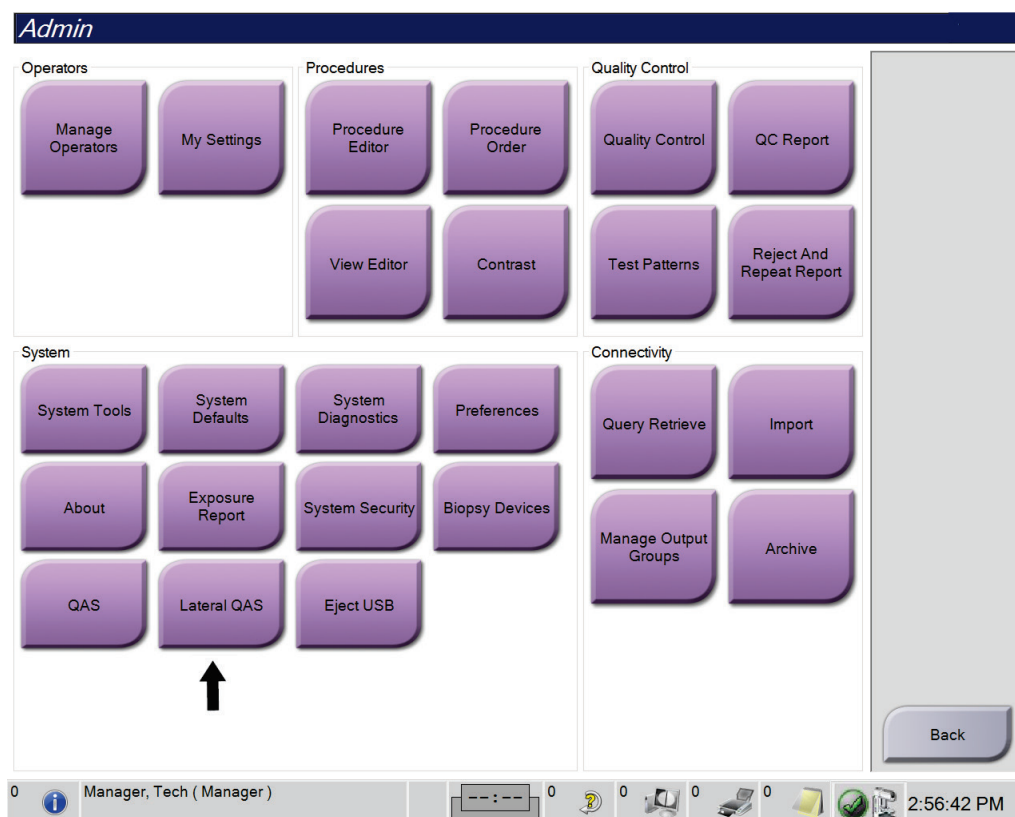 Admin
Operators
Manage
Operators
My Settings
Procedures
Procedure
Editor
Procedure
Order
View Editor
Contrast
Quality Control
Quality Control
QC Report
Test Patterns
Reject And
Repeat Report
System
System Tools
System
Defaults
System
Diagnostics
Preferences
About
Exposure
Report
System Security
Biopsy Devices
QAS
Lateral QAS
Eject USB
Connectivity
Query Retrieve
Import
Manage Output
Groups
Archive
Back
0
Manager, Tech ( Manager )
--:--
0
0
0
0
2:56:42 PM